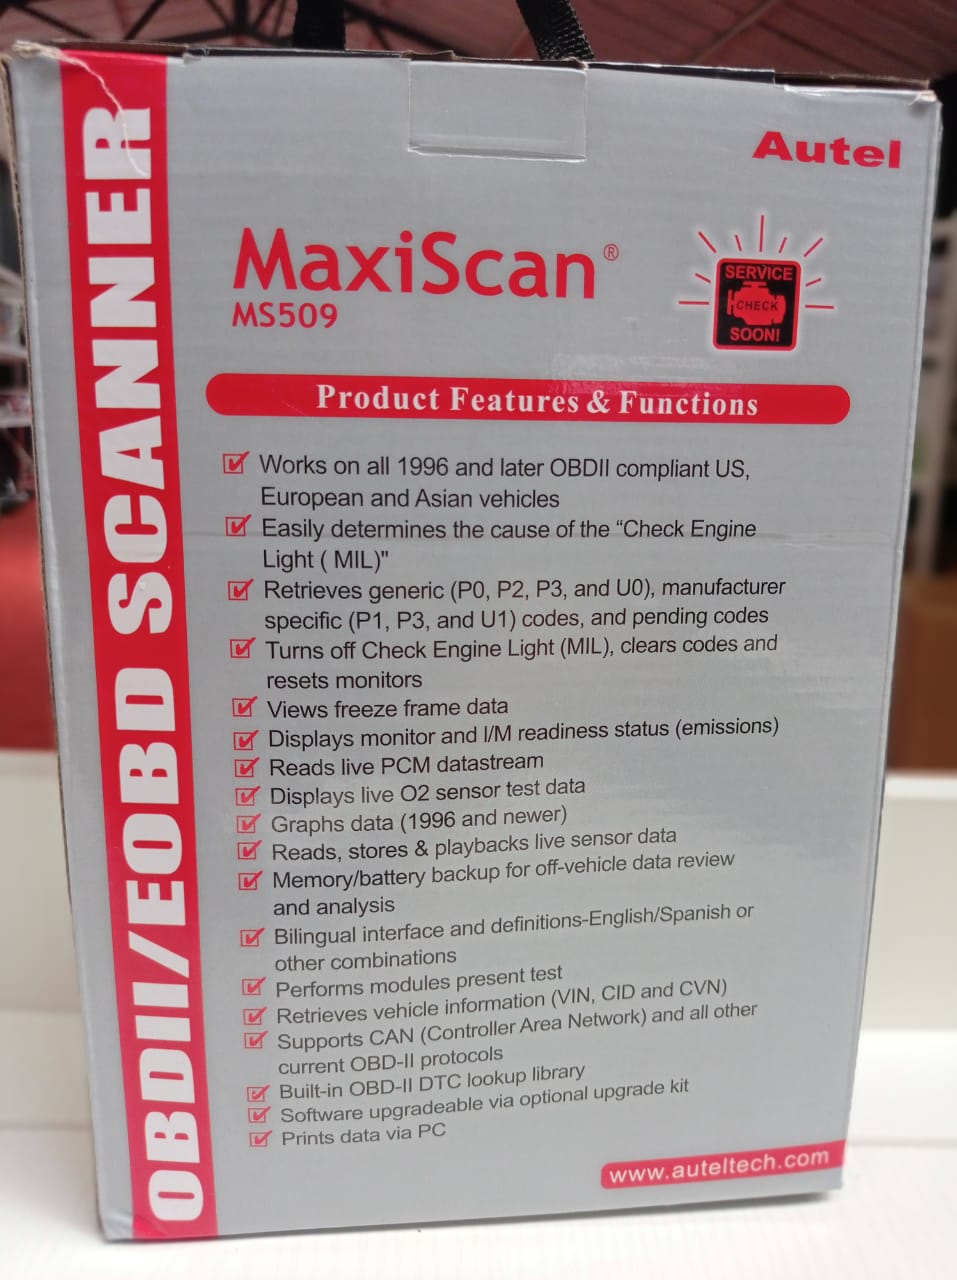 OBDII/EOBD SCANNER
Autel
MaxiScan®
MS509
SERVICE
CHECK
SOON!
Product Features & Functions
Works on all 1996 and later OBDII compliant US,
European and Asian vehicles
Easily determines the cause of the “Check Engine
Light ( MIL)"
Retrieves generic (P0, P2, P3, and U0), manufacturer
specific (P1, P3, and U1) codes, and pending codes
Turns off Check Engine Light (MIL), clears codes and
resets monitors
Views freeze frame data
Displays monitor and I/M readiness status (emissions)
Reads live PCM datastream
Displays live O2 sensor test data
Graphs data (1996 and newer)
Reads, stores & playbacks live sensor data
Memory/battery backup for off-vehicle data review
and analysis
Bilingual interface and definitions-English/Spanish or
other combinations
Performs modules present test
Retrieves vehicle information (VIN, CID and CVN)
Supports CAN (Controller Area Network) and all other
current OBD-II protocols
Built-in OBD-II DTC lookup library
Software upgradeable via optional upgrade kit
Prints data via PC
www.auteltech.com